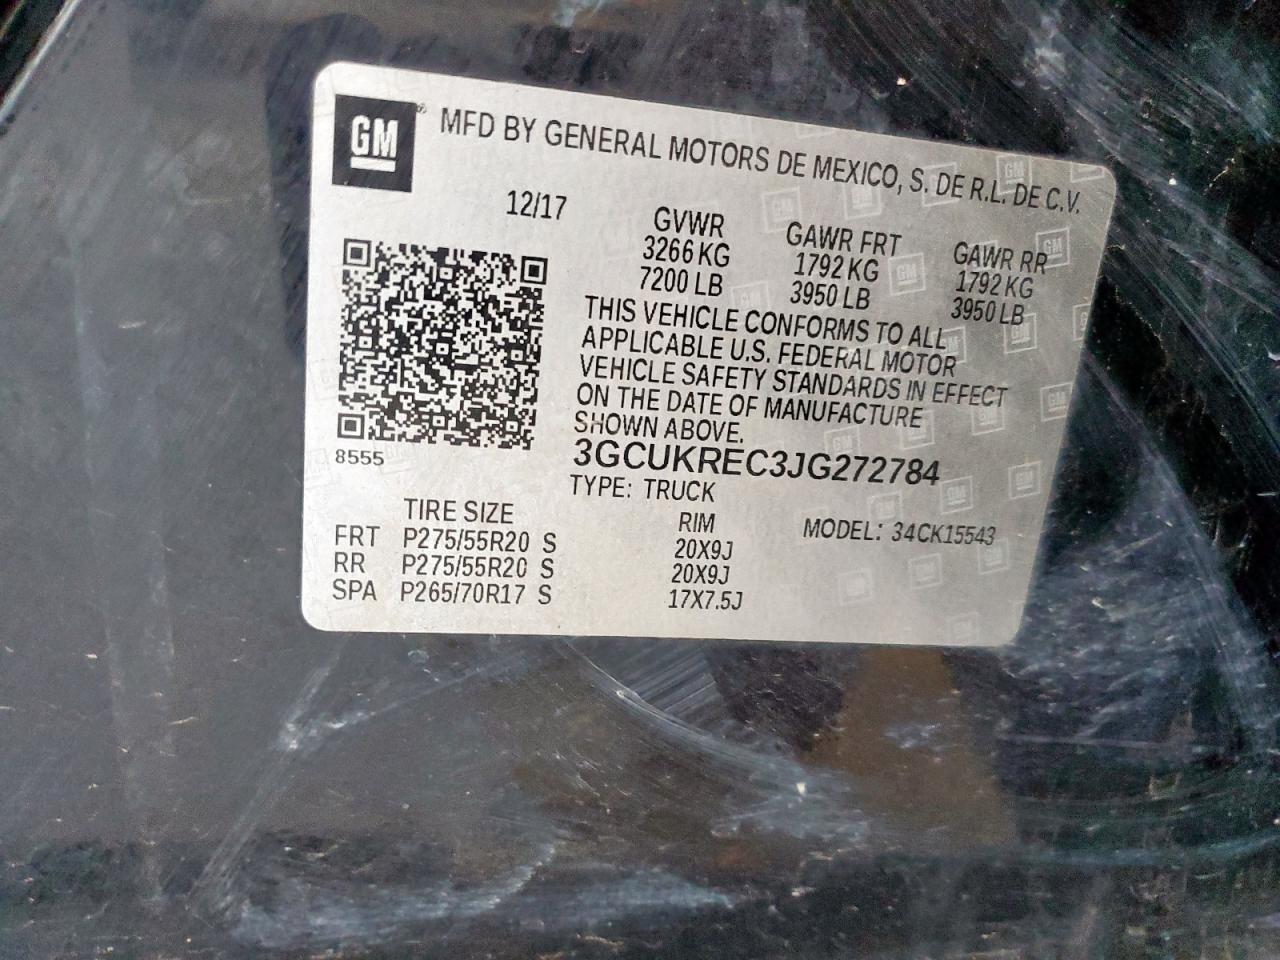 GM
MFD BY GENERAL MOTORS DE MEXICO, S. DE R.L. DE C.V.
12/17
GVWR GAWR FRT GAWR RR
3266 KG 1792 KG 1792 KG
7200 LB 3950 LB 3950 LB
THIS VEHICLE CONFORMS TO ALL
APPLICABLE U.S. FEDERAL MOTOR
VEHICLE SAFETY STANDARDS IN EFFECT
ON THE DATE OF MANUFACTURE
SHOWN ABOVE.
8555
3GCUKREC3JG272784
TYPE: TRUCK
MODEL: 34CK15543
TIRE SIZE RIM
FRT P275/55R20 S 20X9J
RR P275/55R20 S 20X9J
SPA P265/70R17 S 17X7.5J